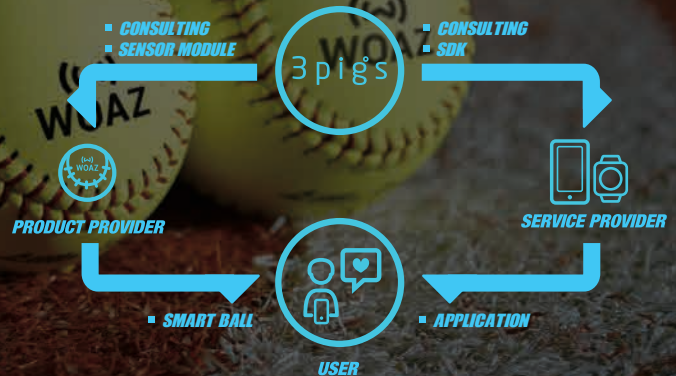 CONSULTING
SENSOR MODULE
CONSULTING
SDK
3pigs
WOAZ
WOAZ
WOAZ
PRODUCT PROVIDER
SERVICE PROVIDER
SMART BALL
APPLICATION
USER